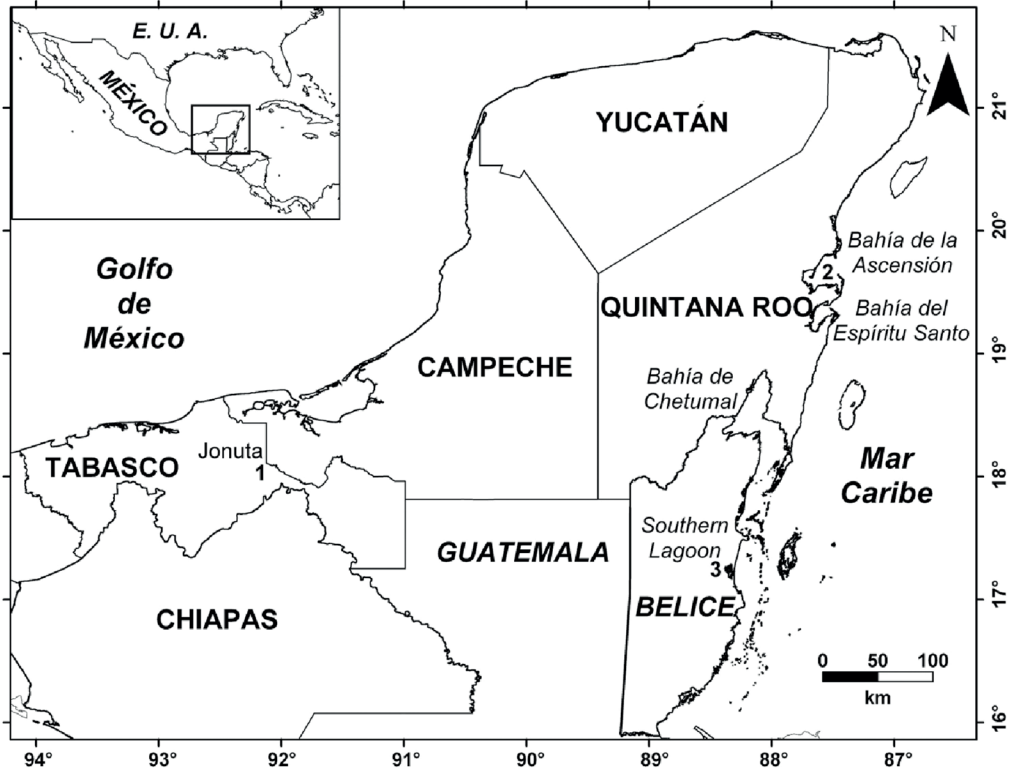 E. U. A.
MÉXICO
N
YUCATÁN
21°
20°
19°
18°
17°
16°
Bahía de la
Ascensión
2
Golfo
de
México
QUINTANA ROO
Bahía del
Espíritu Santo
CAMPECHE
Bahía de
Chetumal
Jonuta
1
TABASCO
Mar
Caribe
Southern
Lagoon
3
GUATEMALA
BELICE
CHIAPAS
0 50 100
km
94° 93° 92° 91° 90° 89° 88° 87°